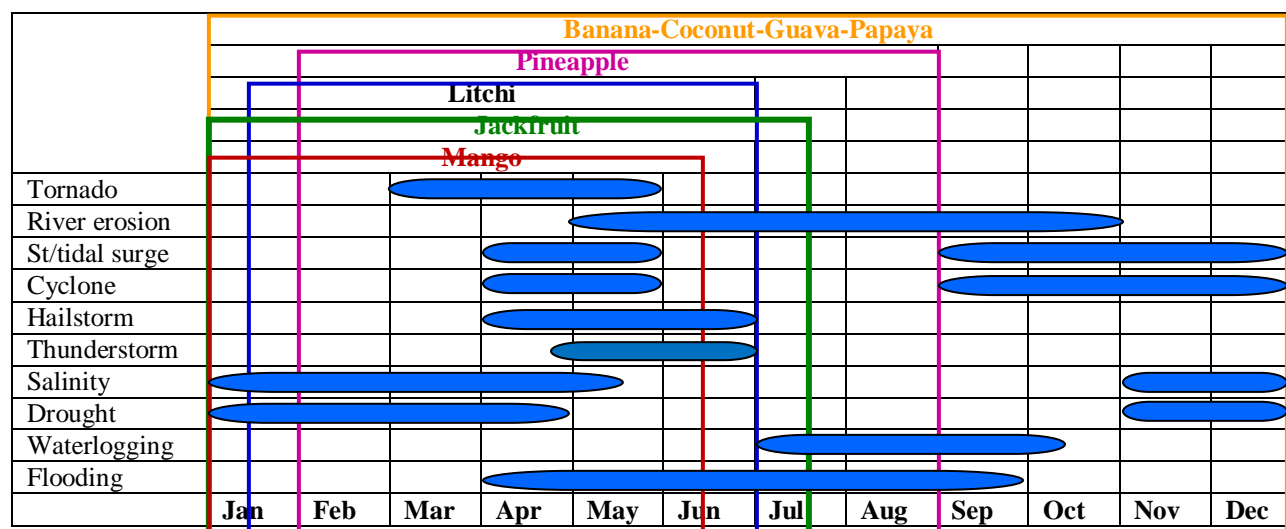 Banana-Coconut-Guava-Papaya
Pineapple
Litchi
Jackfruit
Mango
Tornado
River erosion
St/tidal surge
Cyclone
Hailstorm
Thunderstorm
Salinity
Drought
Waterlogging
Flooding
Jan Feb Mar Apr May Jun Jul Aug Sep Oct Nov Dec